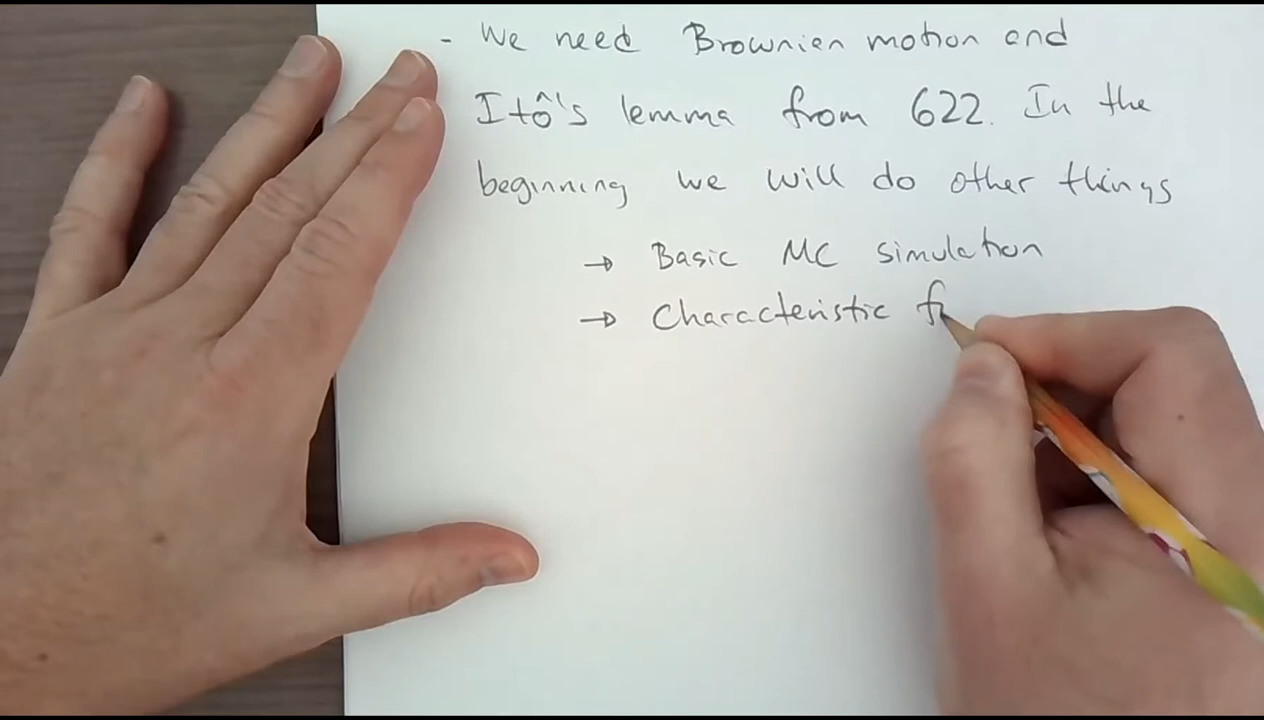 - We need Brownian motion and
Itô's lemma from 622. In the
beginning we will do other things
→ Basic MC simulation
→ Characteristic f